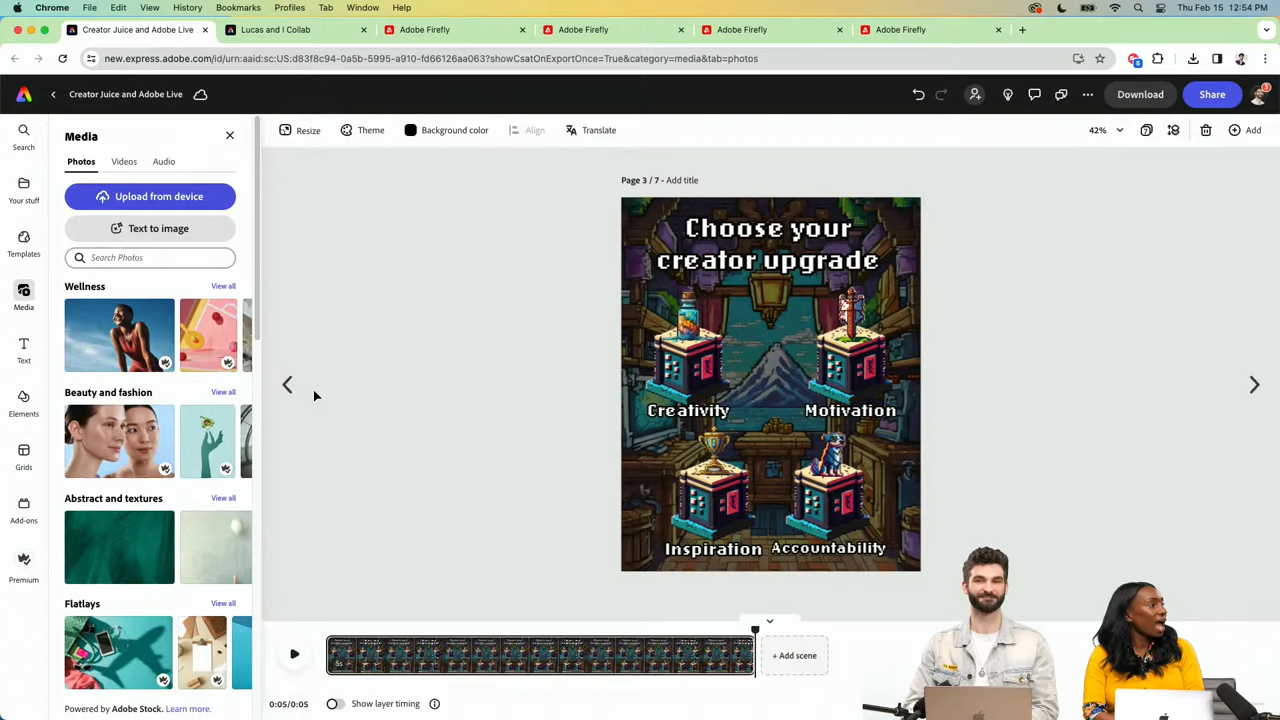 Chrome File Edit View History Bookmarks Profiles Tab Window Help
Thu Feb 15 12:54 PM
Creator Juice and Adobe Live
Lucas and I Collab
Adobe Firefly
Adobe Firefly
Adobe Firefly
Adobe Firefly
new.express.adobe.com/id/urn:aaid:sc:US:d83f8c94-0a5b-5995-a910-fd66126aa063?showCsatOnExportOnce=True&category=media&tab=photos
Creator Juice and Adobe Live
Download
Share
Search
Your stuff
Templates
Media
Text
Elements
Grids
Add-ons
Premium
Media
Photos Videos Audio
Upload from device
Text to image
Search Photos
Wellness View all
Beauty and fashion View all
Abstract and textures View all
Flatlays View all
Powered by Adobe Stock. Learn more.
Resize Theme Background color Align Translate
42%
7
Add
Page 3 / 7 - Add title
Choose your
creator upgrade
Creativity Motivation
Inspiration Accountability
5s
+ Add scene
0:05/0:05
Show layer timing